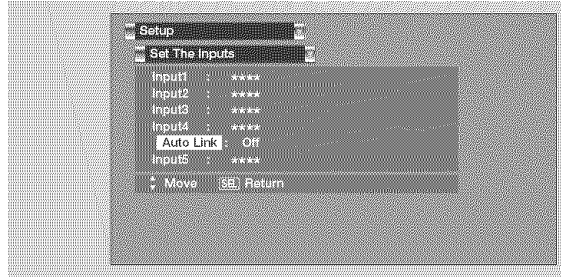 Setup
Set The Inputs
Input1 : ****
Input2 : ****
Input3 : ****
Input4 : ****
Auto Link : Off
Input5 : ****
Move SEL Return